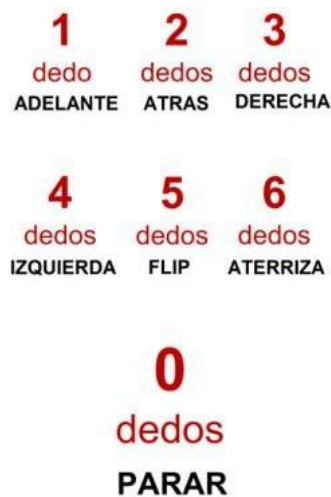 1 2 3
dedo dedos dedos
ADELANTE ATRAS DERECHA
4 5 6
dedos dedos dedos
IZQUIERDA FLIP ATERRIZA
0
dedos
PARAR